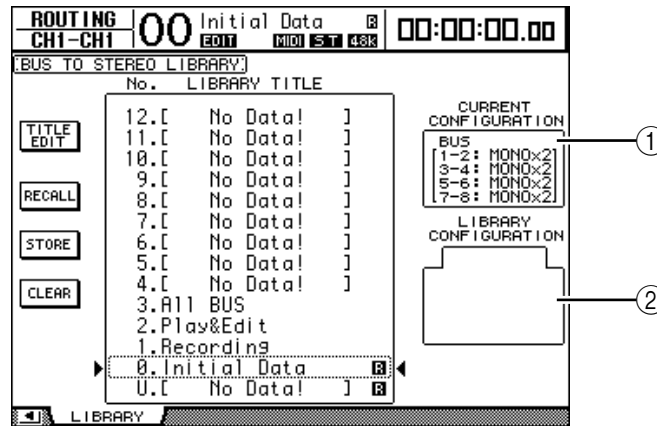 ROUTING
CH1-CH1
00
Initial Data R
EDIT MIDI ST 48K
00:00:00.00
BUS TO STEREO LIBRARY
No. LIBRARY TITLE
12.[ No Data! ]
11.[ No Data! ]
10.[ No Data! ]
9.[ No Data! ]
8.[ No Data! ]
7.[ No Data! ]
6.[ No Data! ]
5.[ No Data! ]
4.[ No Data! ]
3.All BUS
2.Play&Edit
1.Recording
0.Initial Data R
U.[ No Data! ] R
TITLE
EDIT
RECALL
STORE
CLEAR
CURRENT
CONFIGURATION
BUS
[1-2: MONOx2]
3-4: MONOx2
5-6: MONOx2
[7-8: MONOx2]
1
LIBRARY
CONFIGURATION
2
LIBRARY